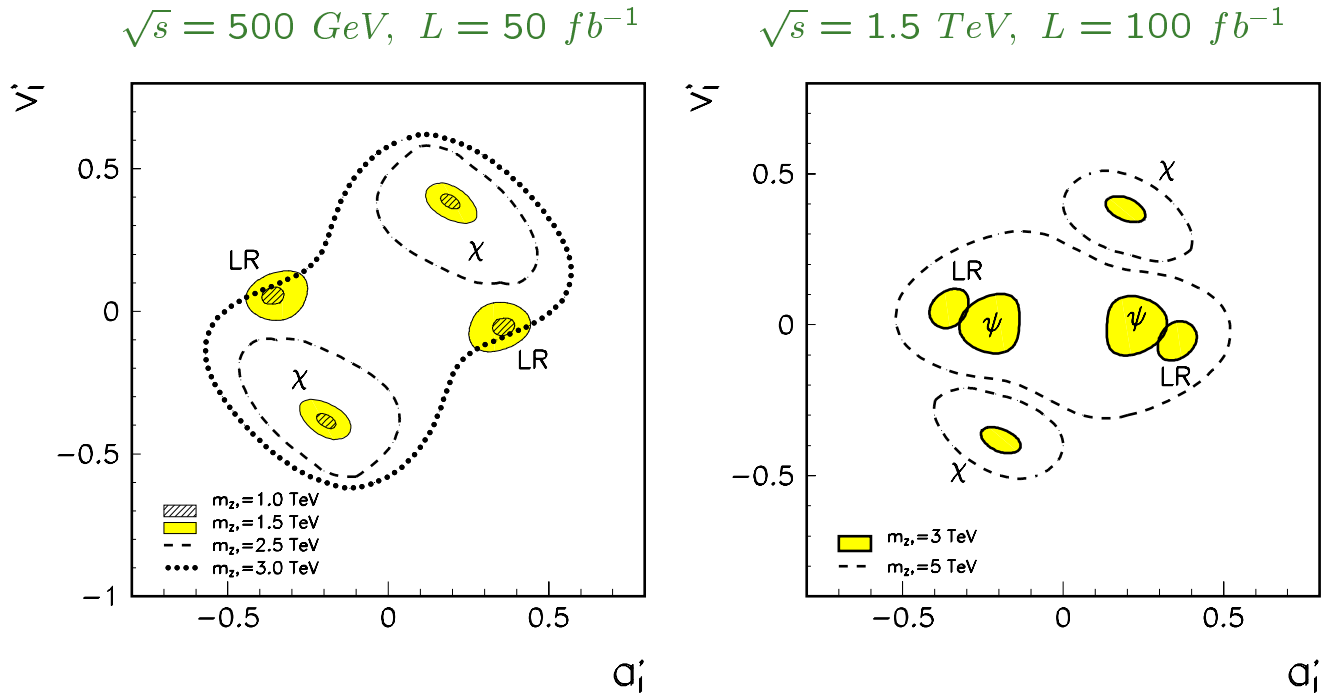 √s = 500 GeV, L = 50 fb⁻¹
v'ₗ
0.5
0
−0.5
−1
χ
LR
LR
χ
m_z,=1.0 TeV
m_z,=1.5 TeV
m_z,=2.5 TeV
m_z,=3.0 TeV
−0.5
0
0.5
a'ₗ
√s = 1.5 TeV, L = 100 fb⁻¹
v'ₗ
0.5
0
−0.5
χ
LR
ψ
ψ
LR
χ
m_z,=3 TeV
m_z,=5 TeV
−0.5
0
0.5
a'ₗ